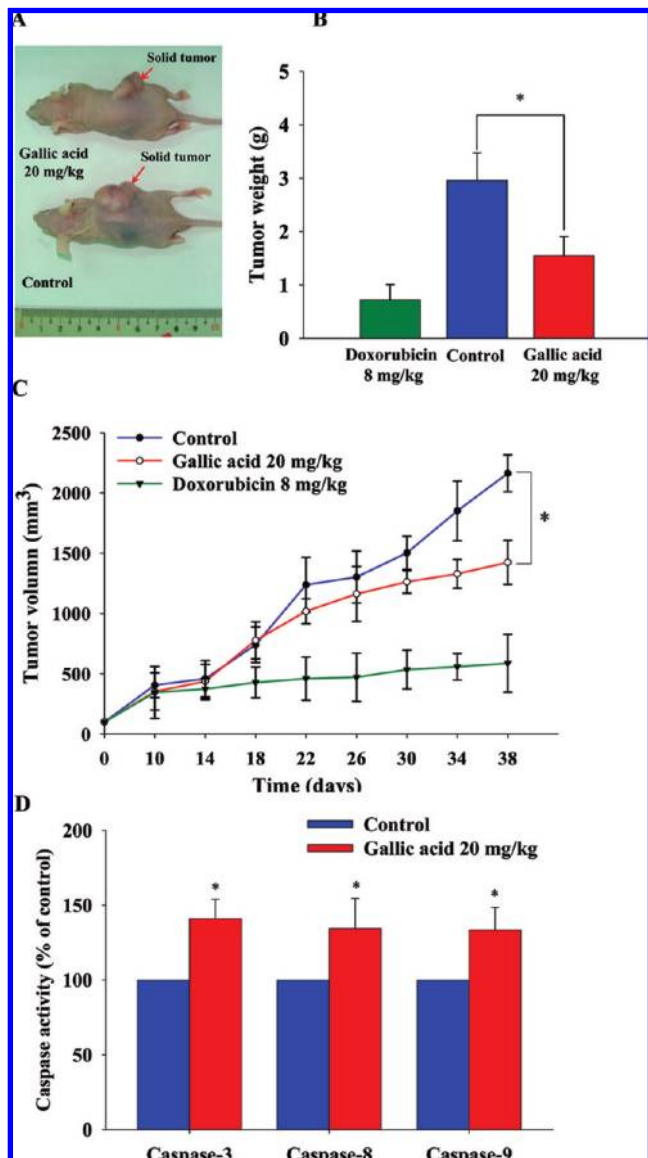 A
Solid tumor
Gallic acid
20 mg/kg
Solid tumor
Control
B
Tumor weight (g)
5
4
3
2
1
0
*
Doxorubicin
8 mg/kg
Control
Gallic acid
20 mg/kg
C
Control
Gallic acid 20 mg/kg
Doxorubicin 8 mg/kg
Tumor volumn (mm3)
2500
2000
1500
1000
500
0
*
0 10 14 18 22 26 30 34 38
Time (days)
D
Control
Gallic acid 20 mg/kg
Caspase activity (% of control)
200
150
100
50
0
* * *
Caspase-3 Caspase-8 Caspase-9